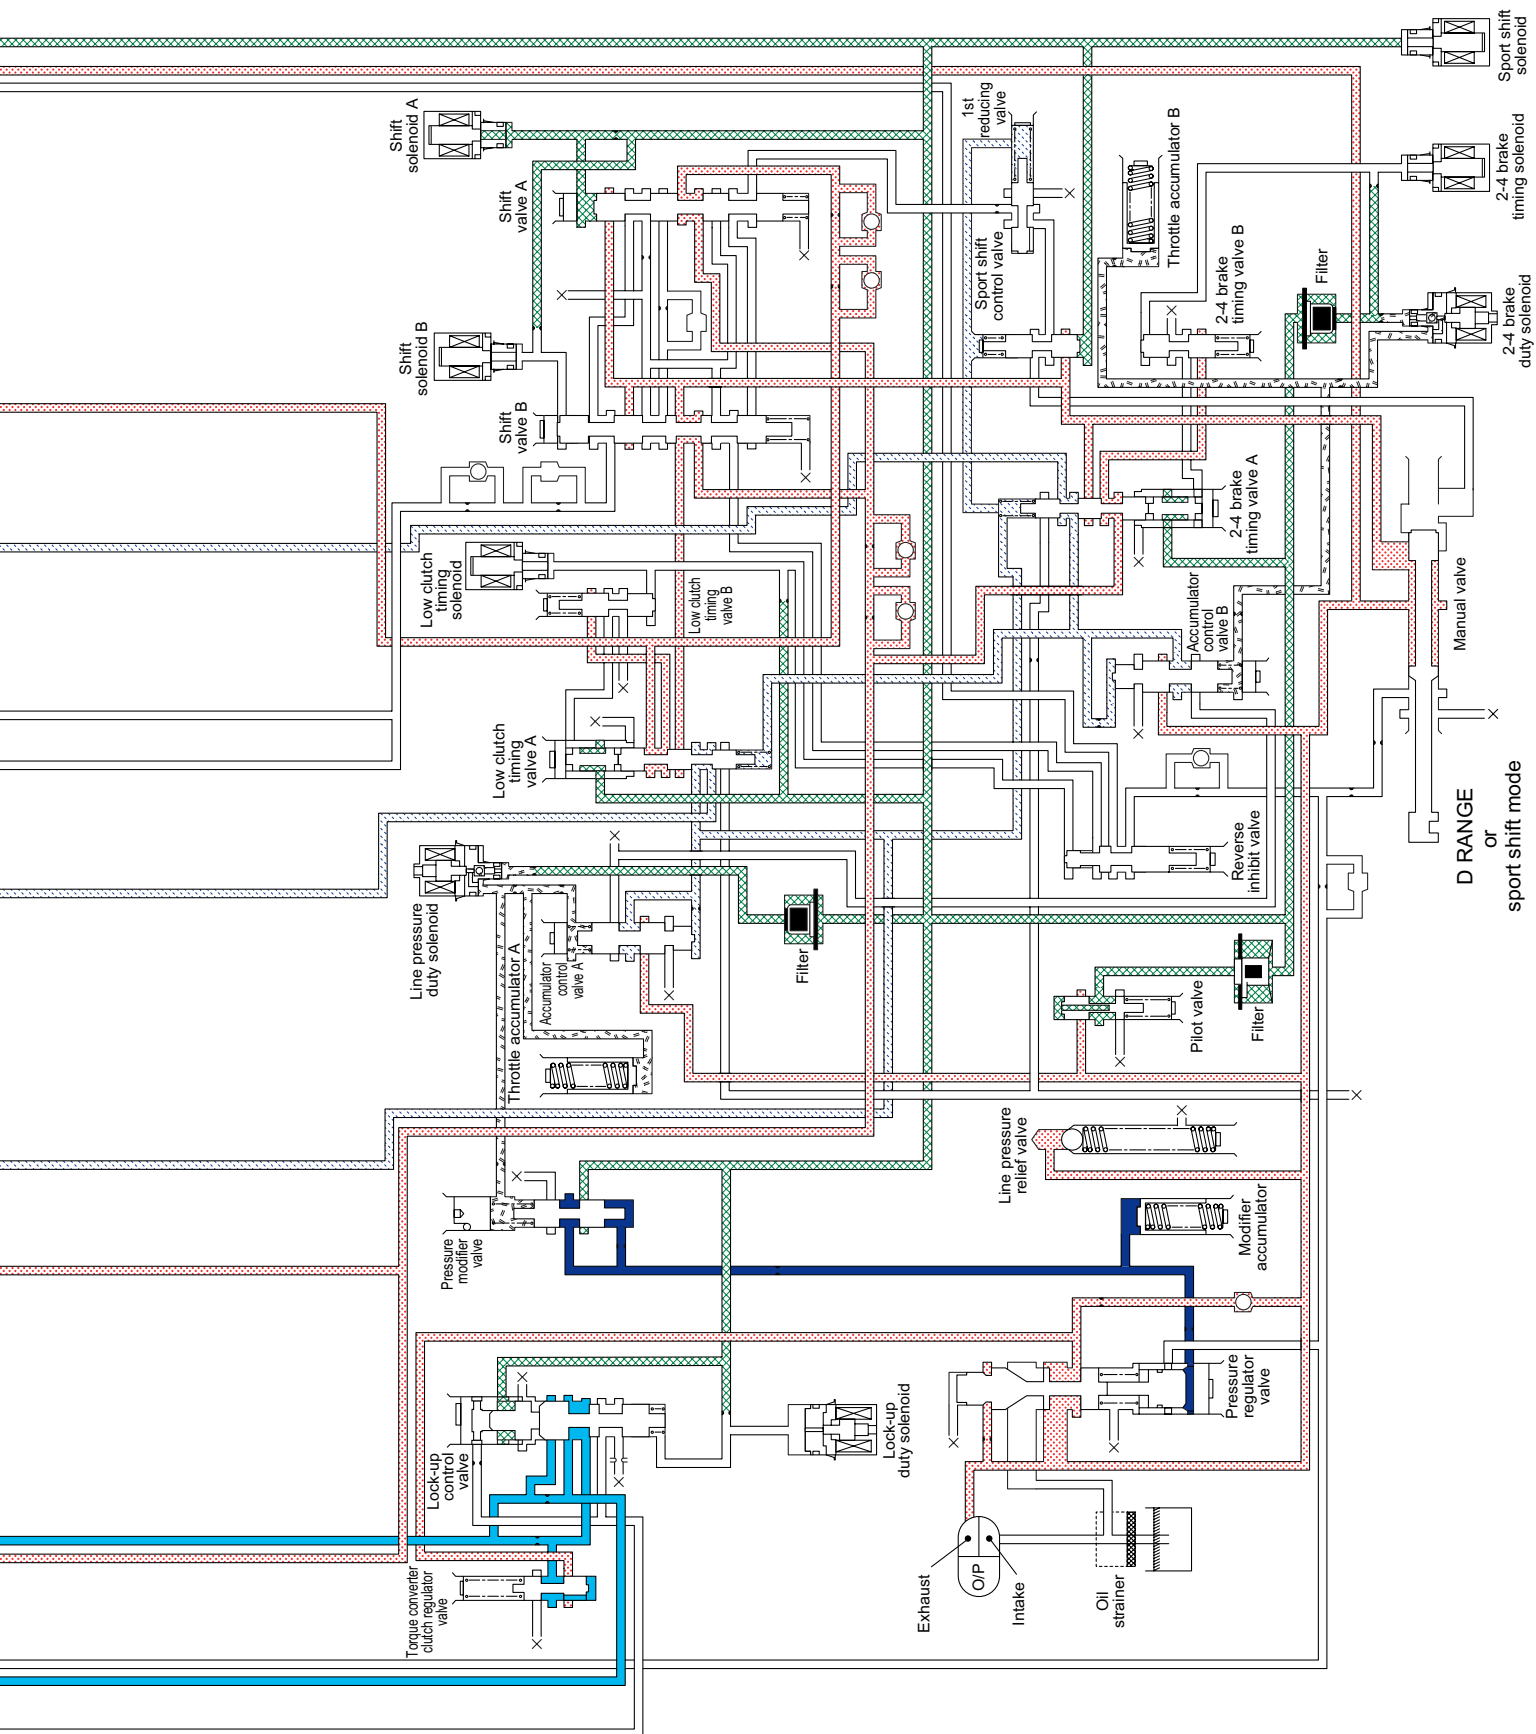 Sport shift
solenoid
Shift
solenoid A
1st
reducing
valve
Throttle accumulator B
2-4 brake
timing solenoid
Shift
valve A
Sport shift
control valve
2-4 brake
timing valve B
Filter
2-4 brake
duty solenoid
Shift
solenoid B
Shift
valve B
2-4 brake
timing valve A
Low clutch
timing
solenoid
Low clutch
timing
valve B
Accumulator
control
valve B
Manual valve
Low clutch
timing
valve A
Reverse
inhibit valve
D RANGE
or
sport shift mode
Line pressure
duty solenoid
Throttle accumulator A
Accumulator
control
valve A
Filter
Pilot valve
Filter
Line pressure
relief valve
Pressure
modifier
valve
Modifier
accumulator
Lock-up
control
valve
Lock-up
duty solenoid
Pressure
regulator
valve
Torque converter
clutch regulator
valve
Exhaust
O/P
Intake
Oil
strainer